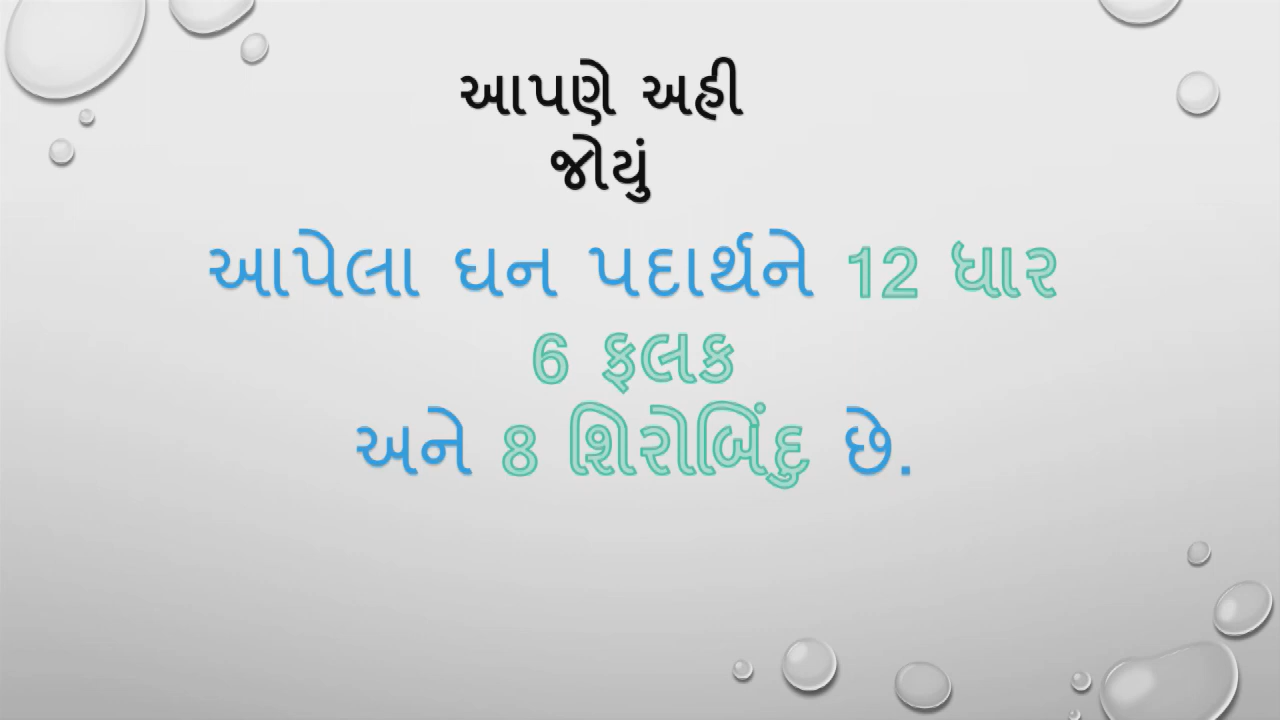 આપણે અહી
જોયું
આપેલા ઘન પદાર્થને 12 ધાર
6 ફલક
અને 8 શિરોબિંદુ છે.